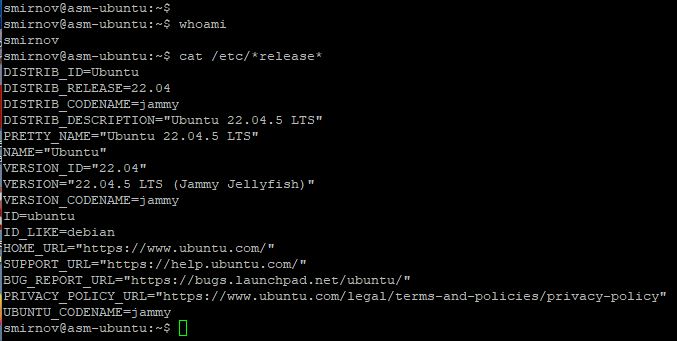 smirnov@asm-ubuntu:~$
smirnov@asm-ubuntu:~$ whoami
smirnov
smirnov@asm-ubuntu:~$ cat /etc/*release*
DISTRIB_ID=Ubuntu
DISTRIB_RELEASE=22.04
DISTRIB_CODENAME=jammy
DISTRIB_DESCRIPTION="Ubuntu 22.04.5 LTS"
PRETTY_NAME="Ubuntu 22.04.5 LTS"
NAME="Ubuntu"
VERSION_ID="22.04"
VERSION="22.04.5 LTS (Jammy Jellyfish)"
VERSION_CODENAME=jammy
ID=ubuntu
ID_LIKE=debian
HOME_URL="https://www.ubuntu.com/"
SUPPORT_URL="https://help.ubuntu.com/"
BUG_REPORT_URL="https://bugs.launchpad.net/ubuntu/"
PRIVACY_POLICY_URL="https://www.ubuntu.com/legal/terms-and-policies/privacy-policy"
UBUNTU_CODENAME=jammy
smirnov@asm-ubuntu:~$